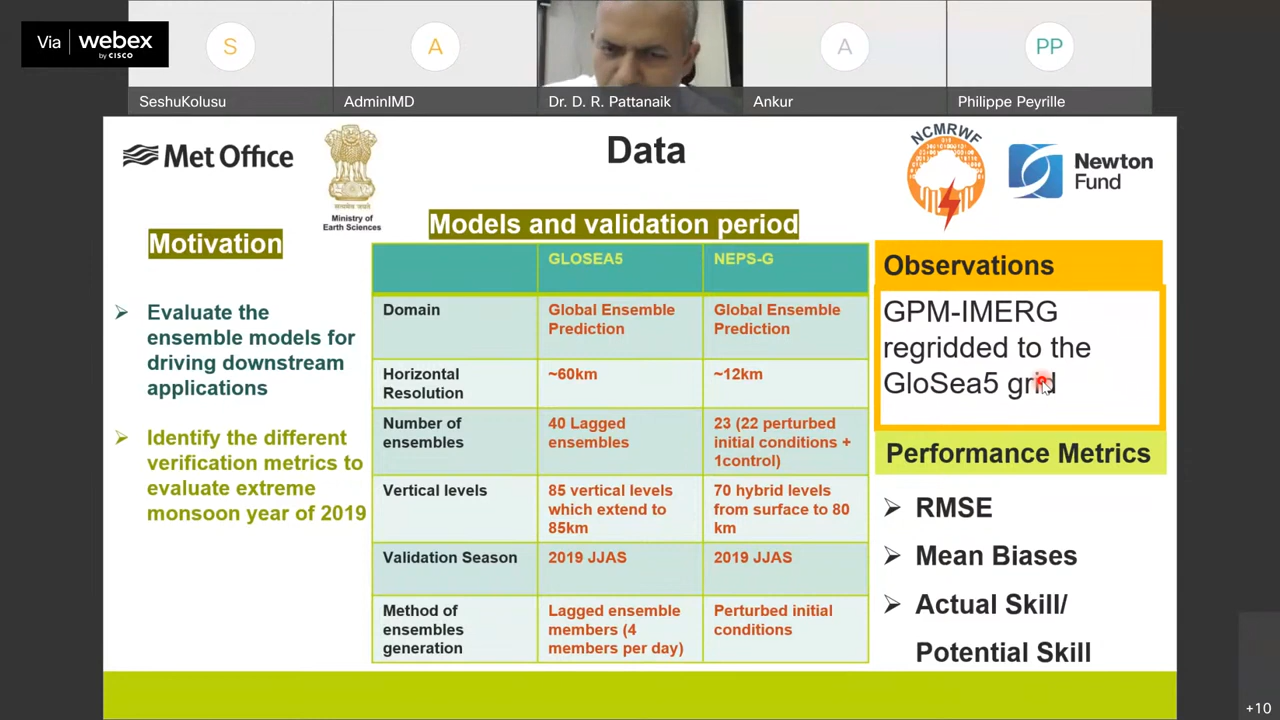 Via webex
by CISCO
S
A
A
PP
SeshuKolusu
AdminIMD
Dr. D. R. Pattanaik
Ankur
Philippe Peyrille
Met Office
Ministry of
Earth Sciences
Data
NCMRWF
Newton
Fund
Motivation
Evaluate the
ensemble models for
driving downstream
applications
Identify the different
verification metrics to
evaluate extreme
monsoon year of 2019
Models and validation period
GLOSEA5
NEPS-G
Domain
Global Ensemble
Prediction
Global Ensemble
Prediction
Horizontal
Resolution
~60km
~12km
Number of
ensembles
40 Lagged
ensembles
23 (22 perturbed
initial conditions +
1control)
Vertical levels
85 vertical levels
which extend to
85km
70 hybrid levels
from surface to 80
km
Validation Season
2019 JJAS
2019 JJAS
Method of
ensembles
generation
Lagged ensemble
members (4
members per day)
Perturbed initial
conditions
Observations
GPM-IMERG
regridded to the
GloSea5 grid
Performance Metrics
RMSE
Mean Biases
Actual Skill/
Potential Skill
+10